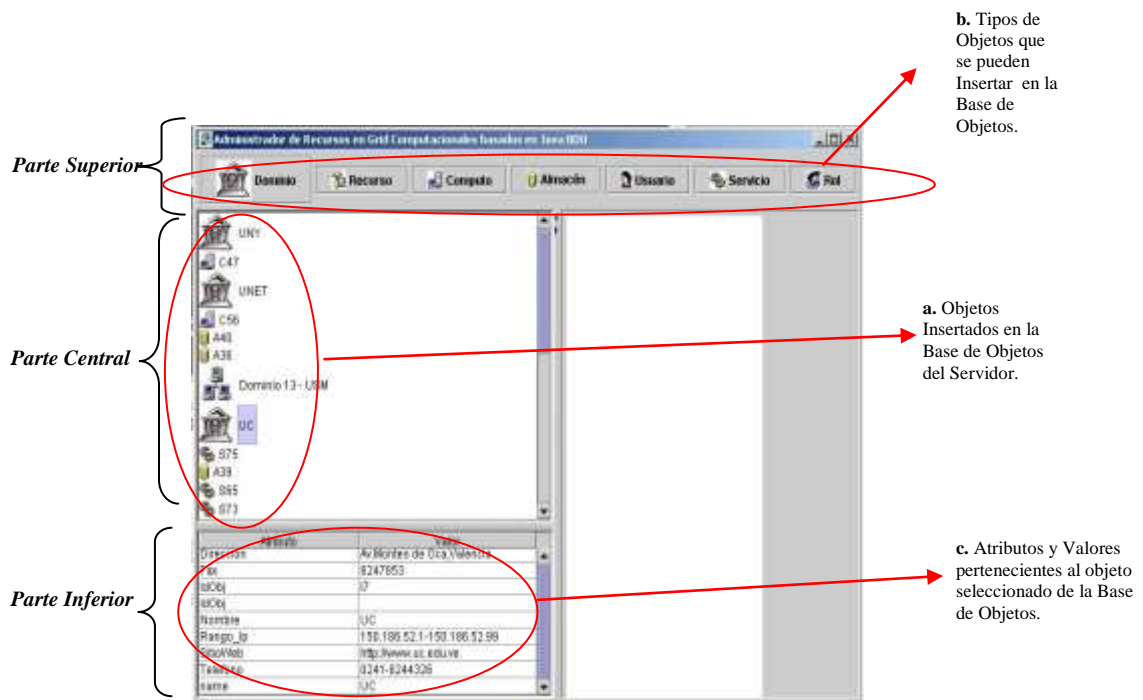 b. Tipos de
Objetos que
se pueden
Insertar en la
Base de
Objetos.
Parte Superior
Administrador de Recursos en Grid Computacionales basados en Java
Dominio
Recurso
Computo
Almacén
Usuario
Servicio
Rol
Parte Central
UNY
C47
UNET
C56
A40
A36
Dominio 13 - USM
UC
S75
A39
S65
S73
a. Objetos
Insertados en la
Base de Objetos
del Servidor.
Parte Inferior
Atributo Valor
Direccion Av.Montes de Oca,Valencia
Fax 8247853
IdObj i7
IdObj
Nombre UC
Rango_Ip 150.186.52.1-150.186.52.99
SitioWeb http://www.uc.edu.ve
Telefono 0241-8244326
name UC
c. Atributos y Valores
pertenecientes al objeto
seleccionado de la Base
de Objetos.